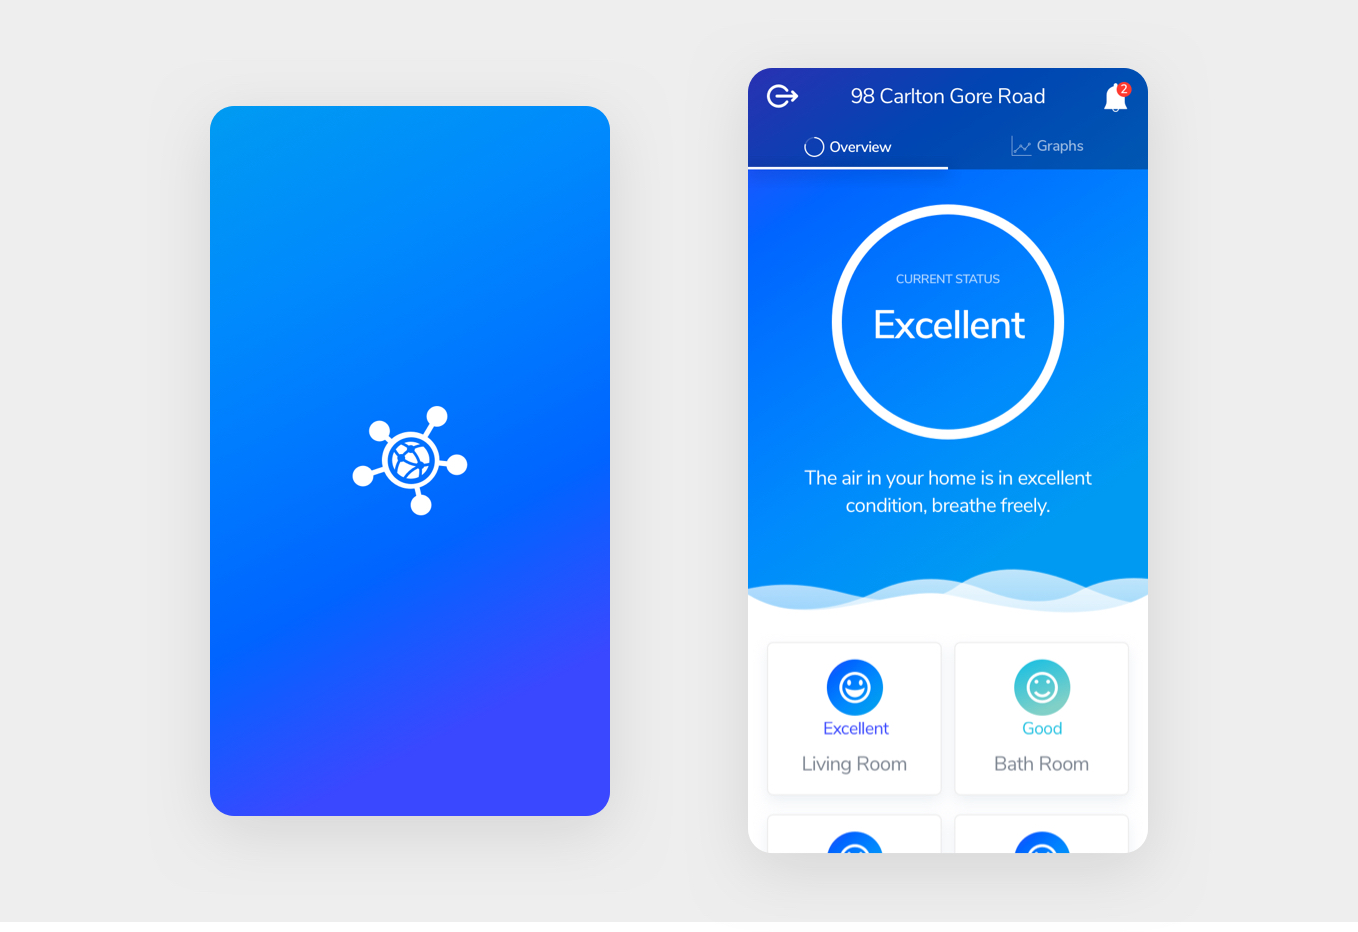 98 Carlton Gore Road
2
Overview
Graphs
CURRENT STATUS
Excellent
The air in your home is in excellent
condition, breathe freely.
Excellent
Good
Living Room
Bath Room